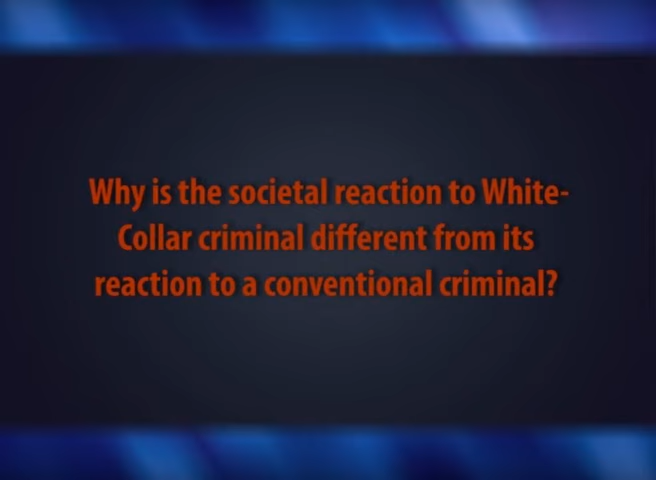 Why is the societal reaction to White-
Collar criminal different from its
reaction to a conventional criminal?